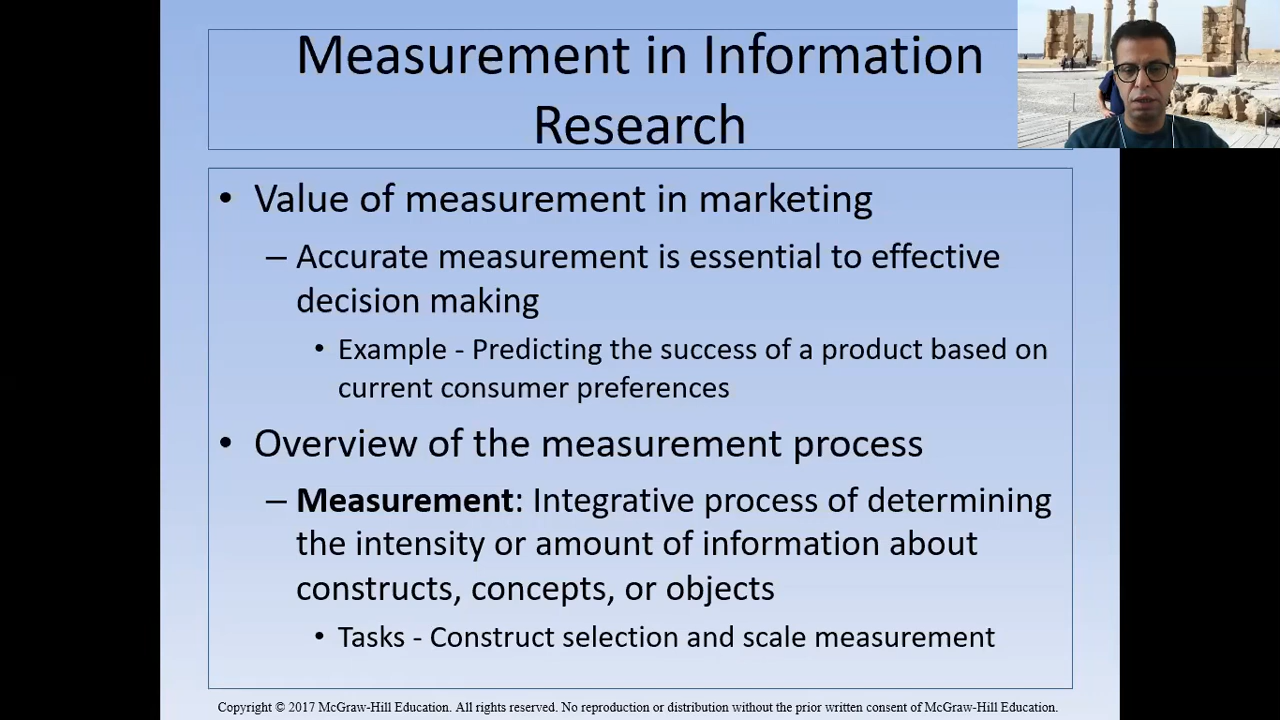 Measurement in Information
Research
• Value of measurement in marketing
– Accurate measurement is essential to effective
decision making
• Example - Predicting the success of a product based on
current consumer preferences
• Overview of the measurement process
– Measurement: Integrative process of determining
the intensity or amount of information about
constructs, concepts, or objects
• Tasks - Construct selection and scale measurement
Copyright © 2017 McGraw-Hill Education. All rights reserved. No reproduction or distribution without the prior written consent of McGraw-Hill Education.